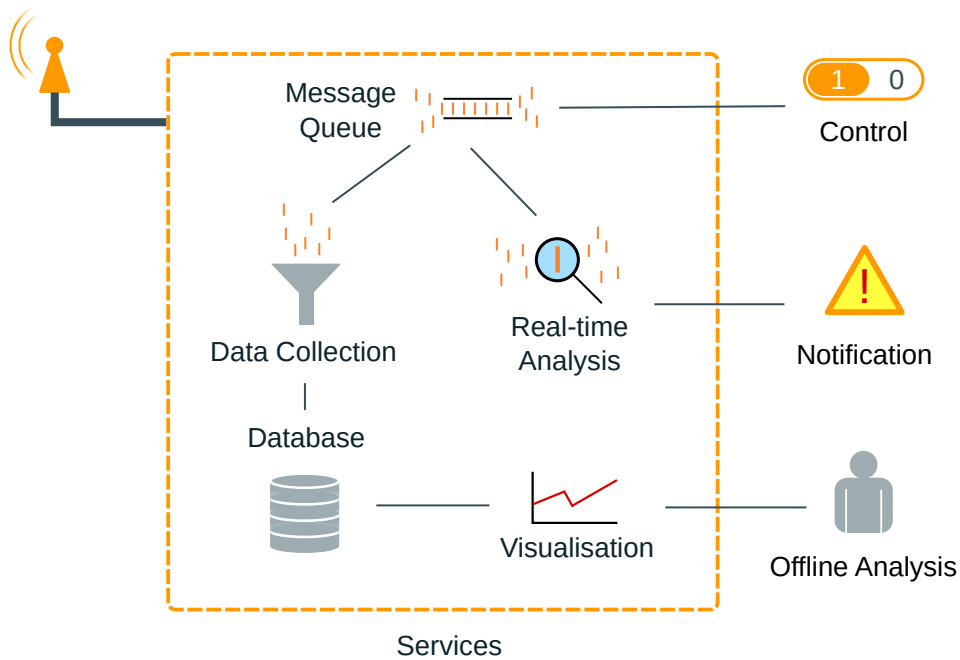 Message
Queue
1 0
Control
Real-time
Analysis
!
Notification
Data Collection
Database
Visualisation
Offline Analysis
Services